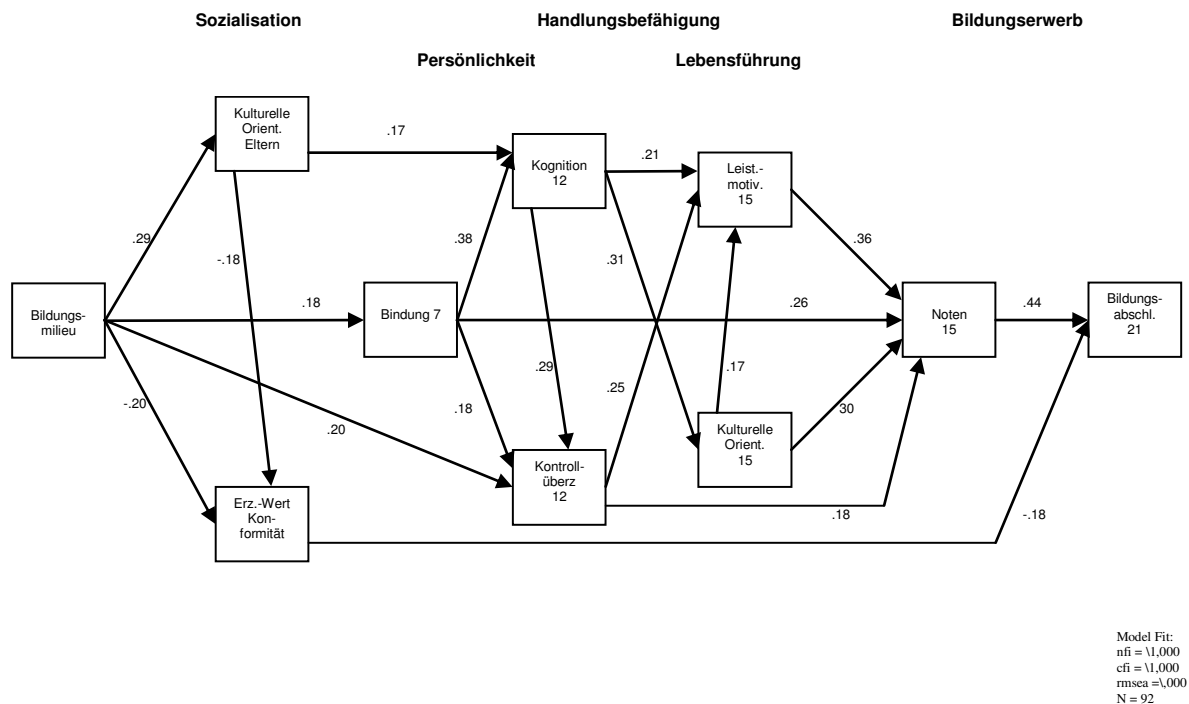 Sozialisation
Handlungsbefähigung
Bildungserwerb
Persönlichkeit
Lebensführung
Kulturelle
Orient.
Eltern
.17
Kognition
12
.21
Leist.-
motiv.
15
.29
-.18
.38
.31
.36
Bildungs-
milieu
.18
Bindung 7
.26
Noten
15
.44
Bildungs-
abschl.
21
-.20
.20
.18
.29
.25
.17
30
Kulturelle
Orient.
15
Kontroll-
überz
12
Erz.-Wert
Kon-
formität
.18
-.18
Model Fit:
nfi = \1,000
cfi = \1,000
rmsea =\,000
N = 92